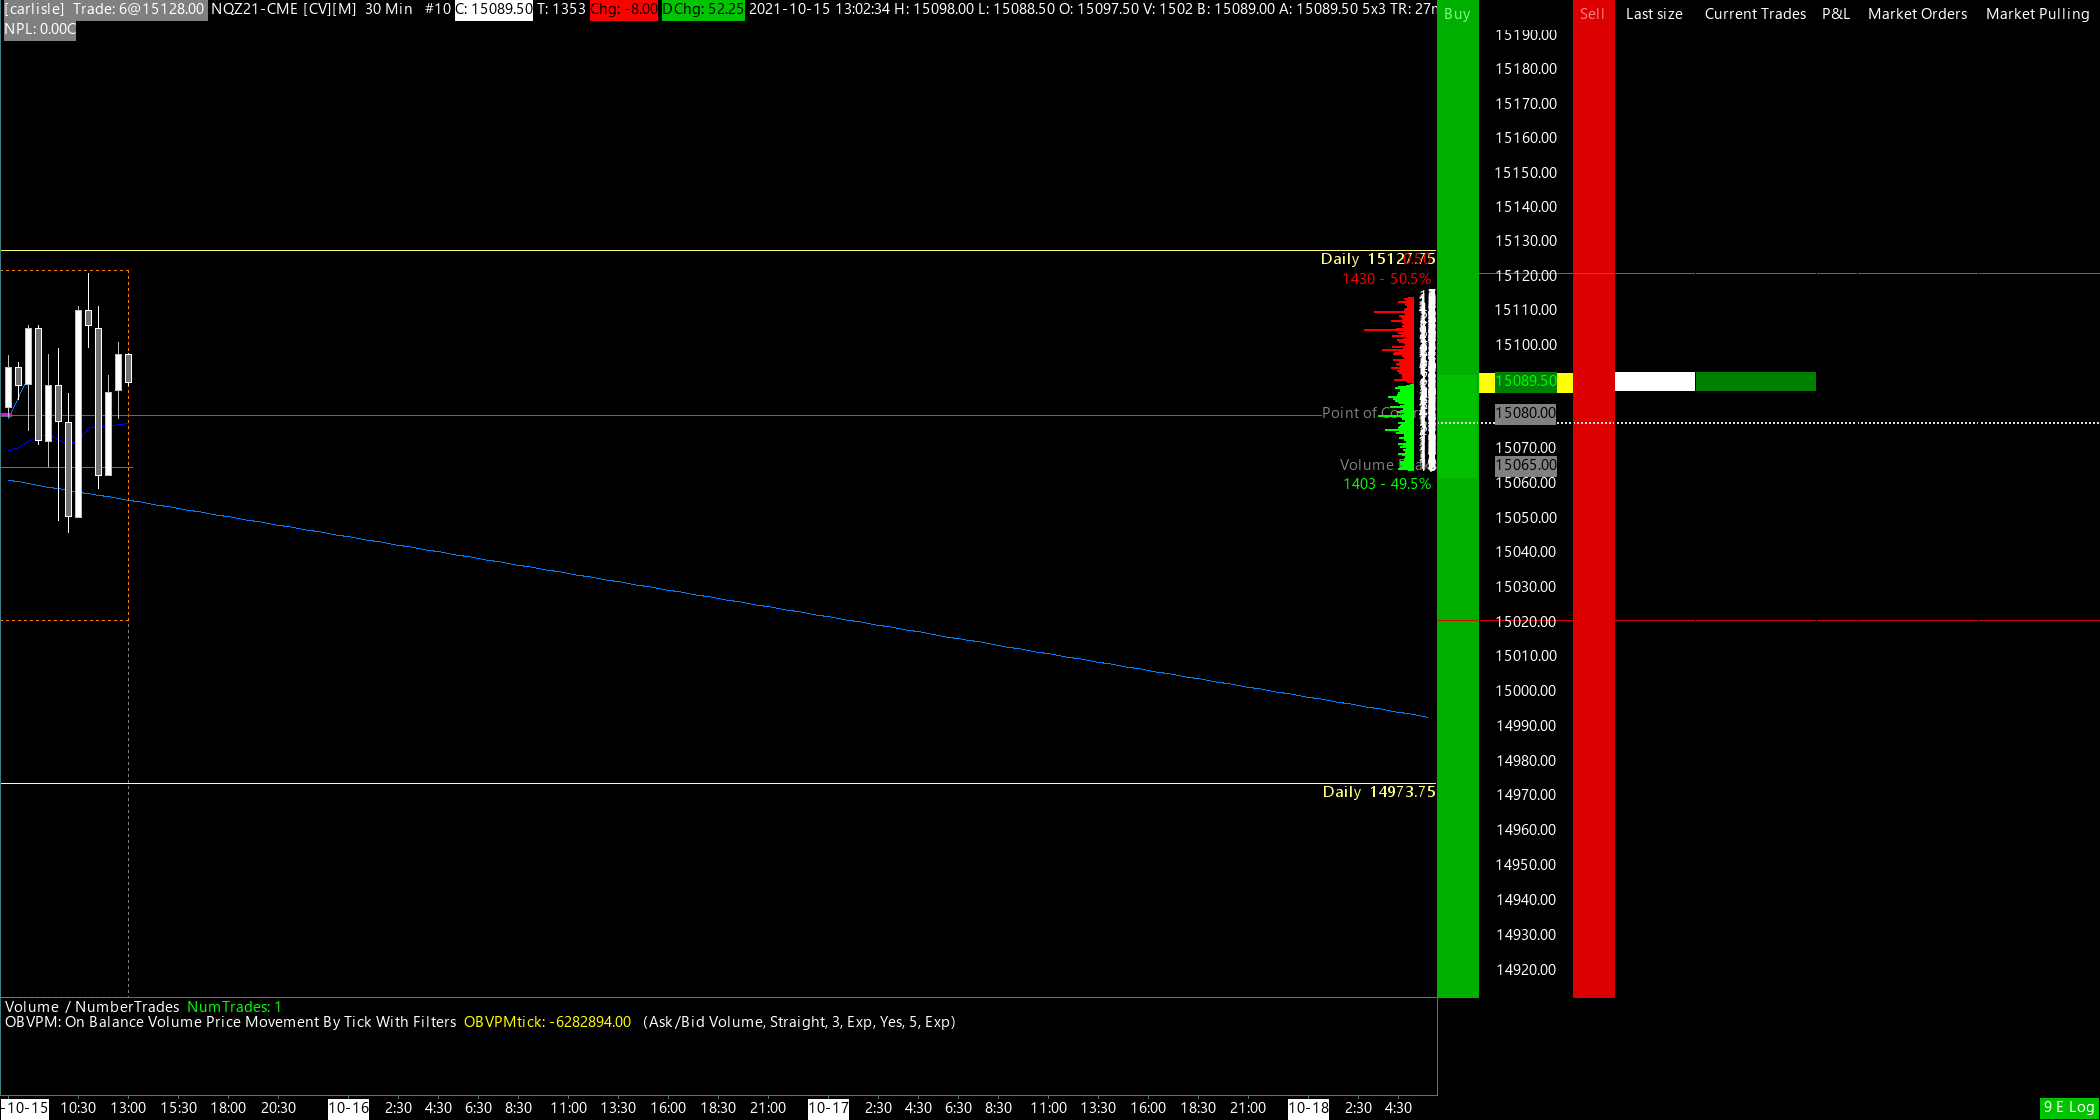 [carlisle] Trade: 6@15128.00 NQZ21-CME [CV][M] 30 Min #10 C: 15089.50 T: 1353 Chg: -8.00 DChg: 52.25 2021-10-15 13:02:34 H: 15098.00 L: 15088.50 O: 15097.50 V: 1502 B: 15089.00 A: 15089.50 5x3 TR: 27m
NPL: 0.00C
Buy Sell Last size Current Trades P&L Market Orders Market Pulling
15190.00
15180.00
15170.00
15160.00
15150.00
15140.00
15130.00
Daily 15127.75
15120.00
1430 - 50.5%
15110.00
15100.00
15089.50
Point of
15080.00
15070.00
Volume
15065.00
15060.00
1403 - 49.5%
15050.00
15040.00
15030.00
15020.00
15010.00
15000.00
14990.00
14980.00
Daily 14973.75
14970.00
14960.00
14950.00
14940.00
14930.00
14920.00
Volume / NumberTrades NumTrades: 1
OBVPM: On Balance Volume Price Movement By Tick With Filters OBVPMtick: -6282894.00 (Ask/Bid Volume, Straight, 3, Exp, Yes, 5, Exp)
-10-15 10:30 13:00 15:30 18:00 20:30 10-16 2:30 4:30 6:30 8:30 11:00 13:30 16:00 18:30 21:00 10-17 2:30 4:30 6:30 8:30 11:00 13:30 16:00 18:30 21:00 10-18 2:30 4:30
9 E Log